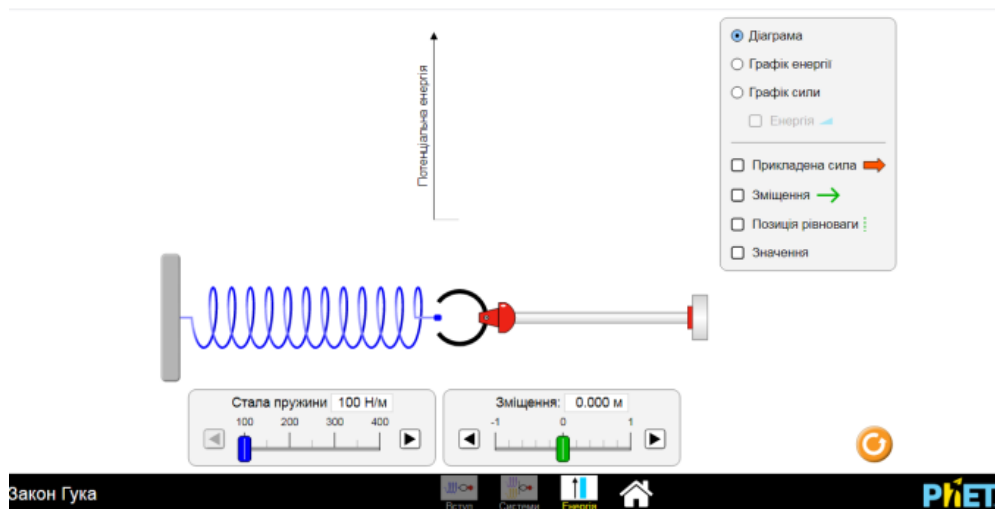 Потенціальна енергія
Діаграма
Графік енергії
Графік сили
Енергія
Прикладена сила
Зміщення
Позиція рівноваги
Значення
Стала пружини 100 Н/м
100 200 300 400
Зміщення: 0.000 м
-1 0 1
Закон Гука
Вступ
Системи
Енергія
PhET